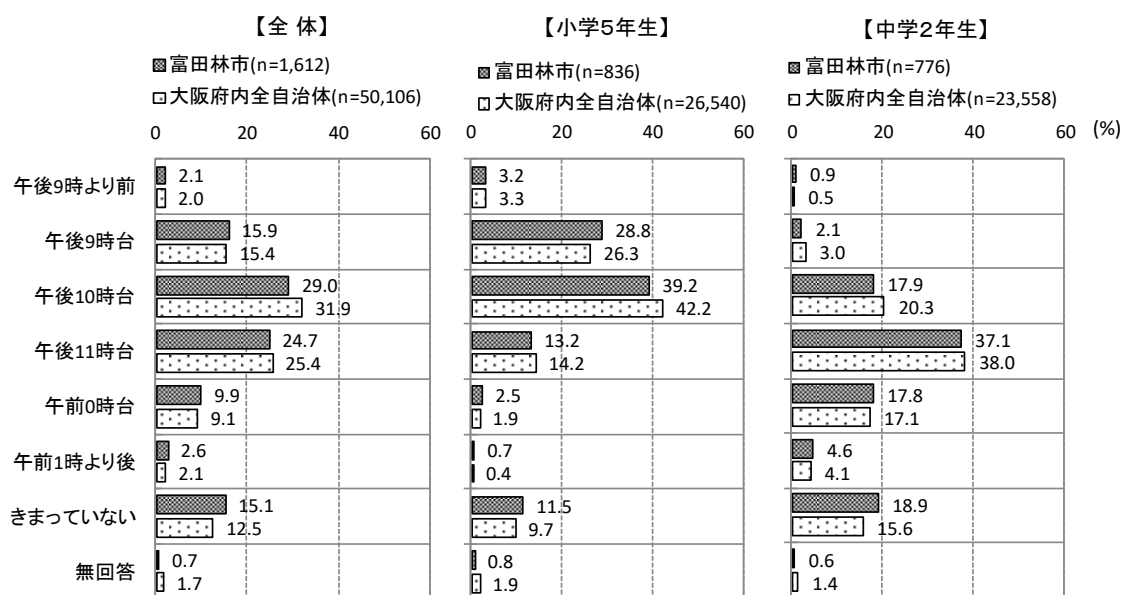 【全 体】
■富田林市(n=1,612)
□大阪府内全自治体(n=50,106)
0 20 40 60
【小学5年生】
■富田林市(n=836)
□大阪府内全自治体(n=26,540)
0 20 40 60
【中学2年生】
■富田林市(n=776)
□大阪府内全自治体(n=23,558)
0 20 40 60 (%)
午後9時より前
2.1 3.2 0.9
2.0 3.3 0.5
午後9時台
15.9 28.8 2.1
15.4 26.3 3.0
午後10時台
29.0 39.2 17.9
31.9 42.2 20.3
午後11時台
24.7 13.2 37.1
25.4 14.2 38.0
午前0時台
9.9 2.5 17.8
9.1 1.9 17.1
午前1時より後
2.6 0.7 4.6
2.1 0.4 4.1
きまっていない
15.1 11.5 18.9
12.5 9.7 15.6
無回答
0.7 0.8 0.6
1.7 1.9 1.4